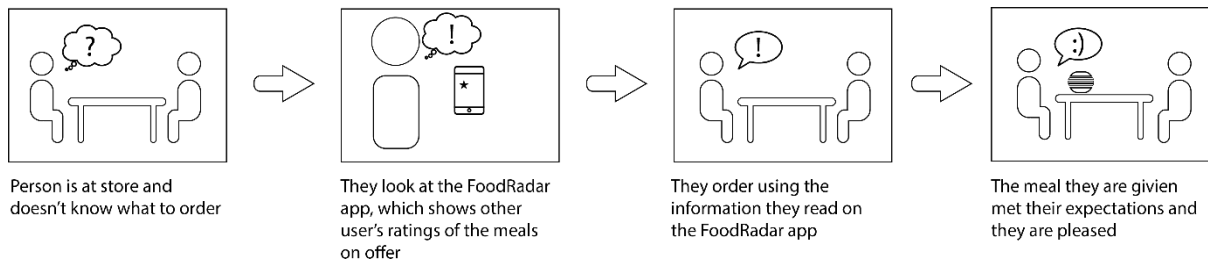 ?
!
!
:)
Person is at store and
doesn't know what to order
They look at the FoodRadar
app, which shows other
user's ratings of the meals
on offer
They order using the
information they read on
the FoodRadar app
The meal they are givien
met their expectations and
they are pleased